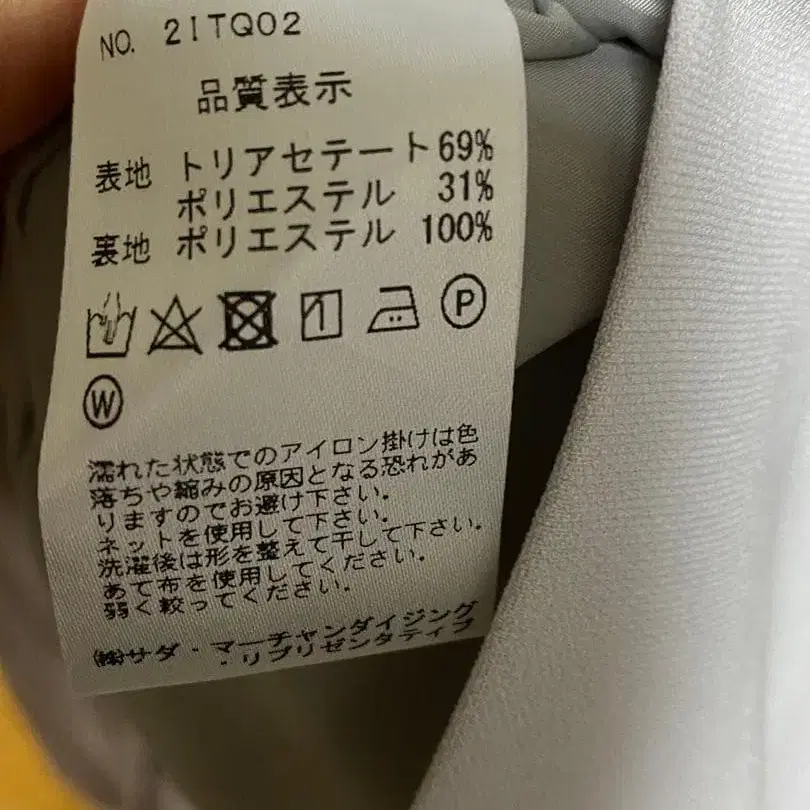 NO. 2ITQ02
品質表示
表地 トリアセテート 69%
ポリエステル 31%
裏地 ポリエステル 100%
P
W
濡れた状態でのアイロン掛けは色
落ちや縮みの原因となる恐れがあ
りますのでお避け下さい。
ネットを使用して下さい。
洗濯後は形を整えて干して下さい。
あて布を使用してください。
弱く絞ってください。
㈱サダ・マーチャンダイジング
・リプリゼンタティブ